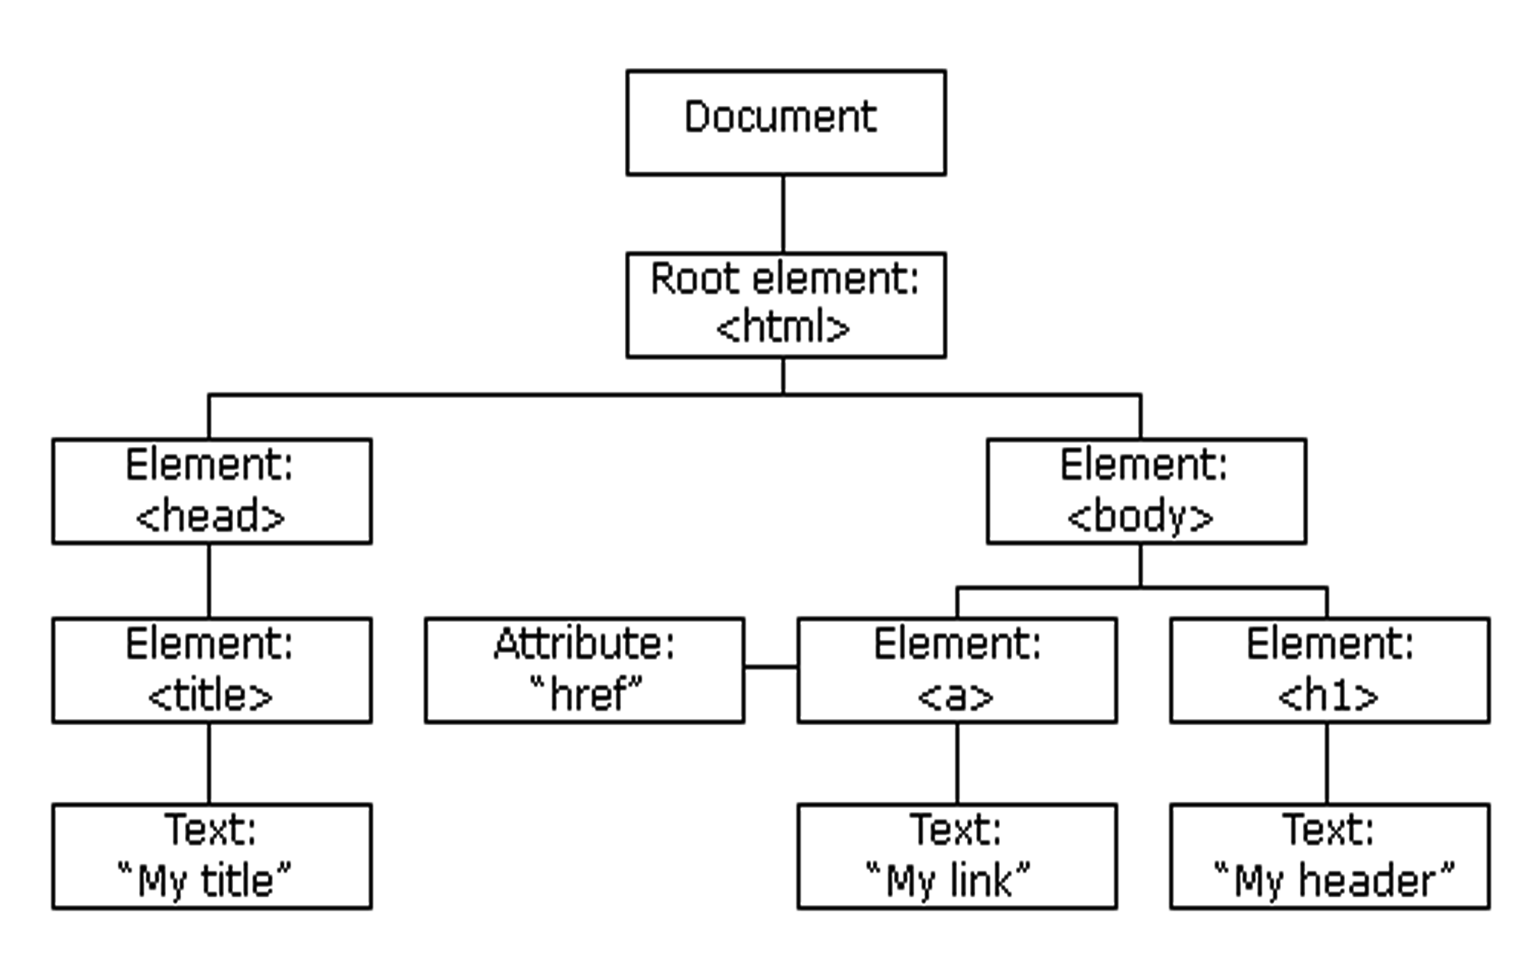 Document
Root element:
<html>
Element:
<head>
Element:
<body>
Element:
<title>
Attribute:
“href”
Element:
<a>
Element:
<h1>
Text:
“My title”
Text:
“My link”
Text:
“My header”